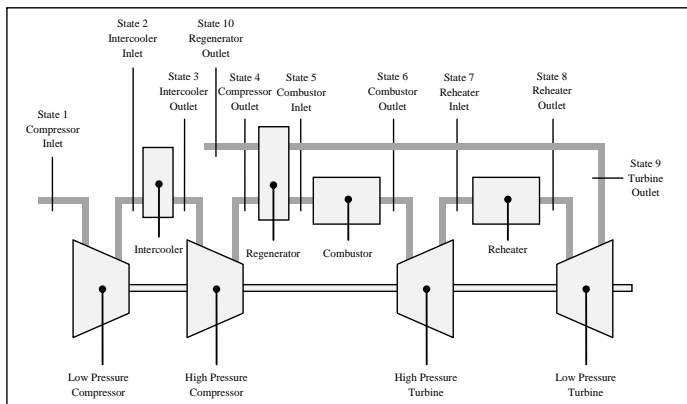 State 1
Compressor
Inlet
State 2
Intercooler
Inlet
State 3
Intercooler
Outlet
State 10
Regenerator
Outlet
State 4
Compressor
Outlet
State 5
Combustor
Inlet
State 6
Combustor
Outlet
State 7
Reheater
Inlet
State 8
Reheater
Outlet
State 9
Turbine
Outlet
Intercooler
Regenerator
Combustor
Reheater
Low Pressure
Compressor
High Pressure
Compressor
High Pressure
Turbine
Low Pressure
Turbine